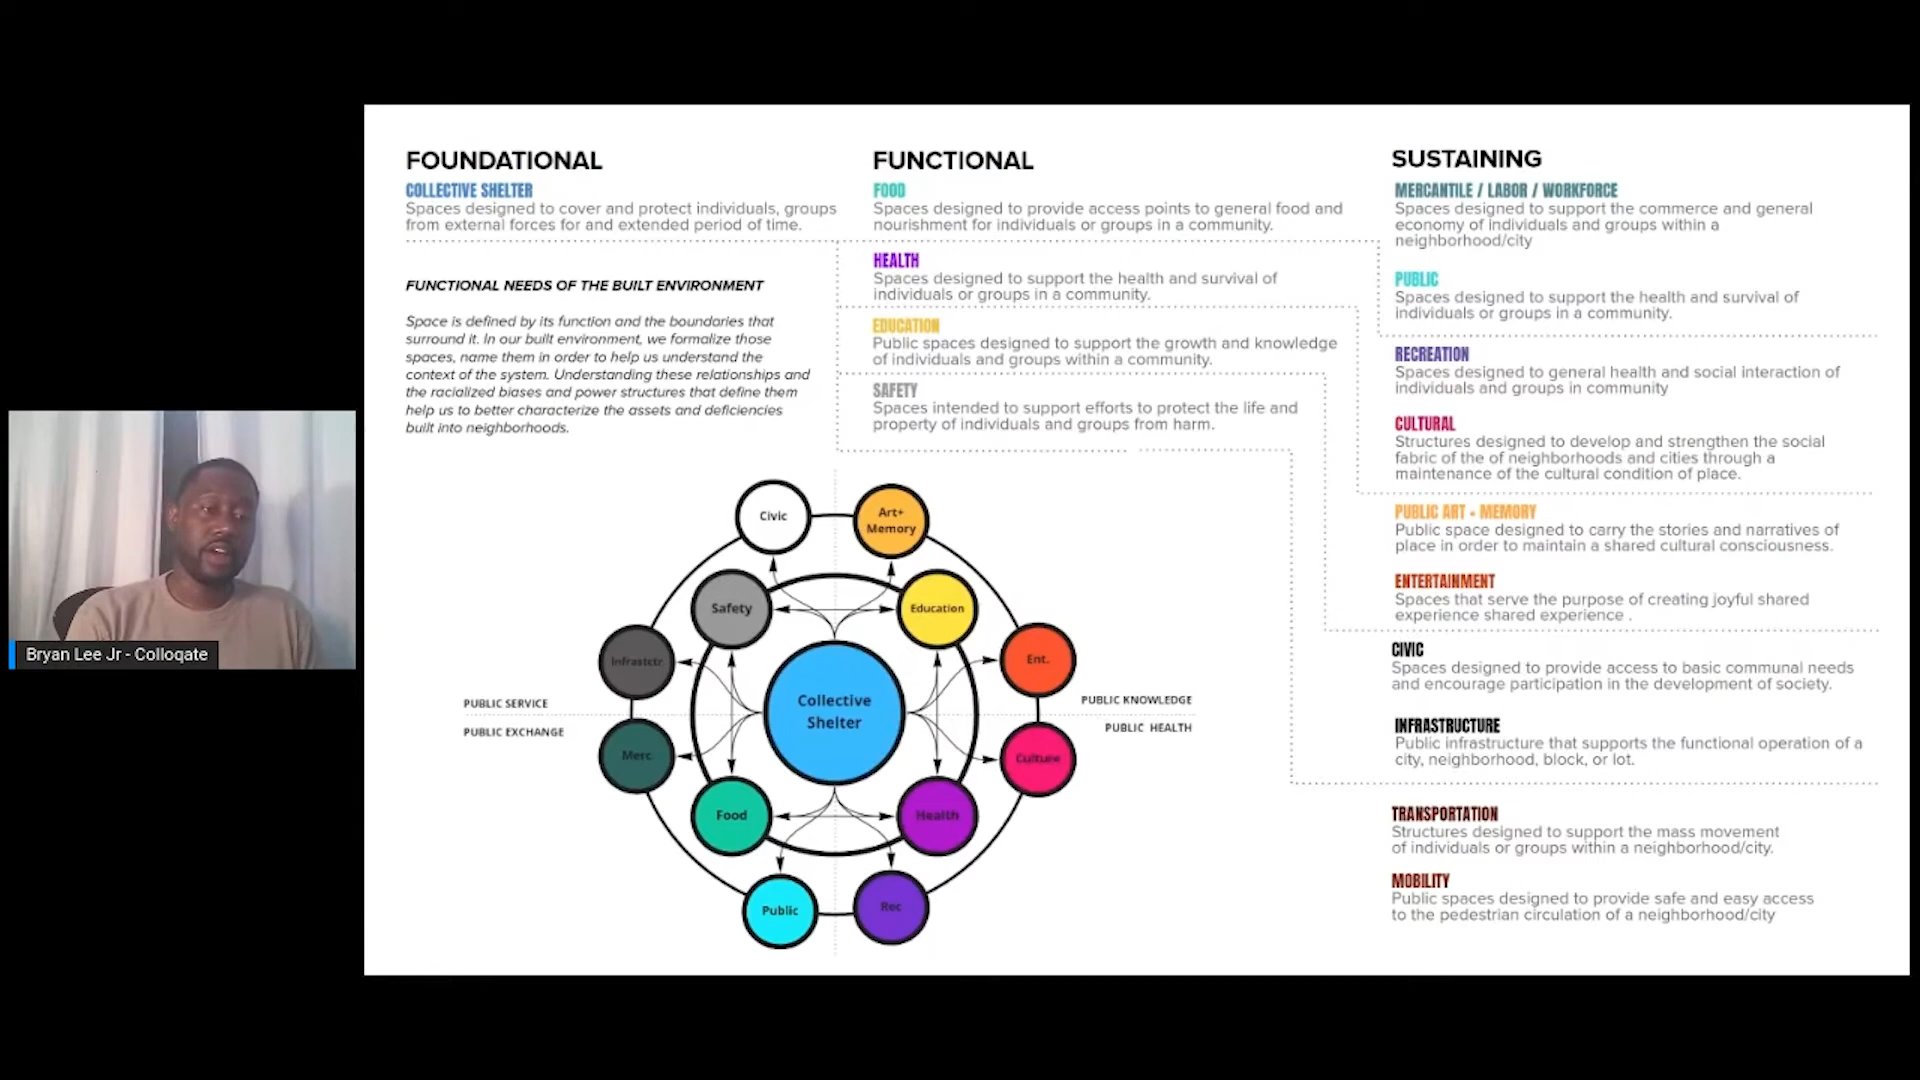 FOUNDATIONAL
COLLECTIVE SHELTER
Spaces designed to cover and protect individuals, groups
from external forces for and extended period of time.
FUNCTIONAL NEEDS OF THE BUILT ENVIRONMENT
Space is defined by its function and the boundaries that
surround it. In our built environment, we formalize those
spaces, name them in order to help us understand the
context of the system. Understanding these relationships and
the racialized biases and power structures that define them
help us to better characterize the assets and deficiencies
built into neighborhoods.
FUNCTIONAL
FOOD
Spaces designed to provide access points to general food and
nourishment for individuals or groups in a community.
HEALTH
Spaces designed to support the health and survival of
individuals or groups in a community.
EDUCATION
Public spaces designed to support the growth and knowledge
of individuals and groups within a community.
SAFETY
Spaces intended to support efforts to protect the life and
property of individuals and groups from harm.
SUSTAINING
MERCANTILE / LABOR / WORKFORCE
Spaces designed to support the commerce and general
economy of individuals and groups within a
neighborhood/city
PUBLIC
Spaces designed to support the health and survival of
individuals or groups in a community.
RECREATION
Spaces designed to general health and social interaction of
individuals and groups in community
CULTURAL
Structures designed to develop and strengthen the social
fabric of the of neighborhoods and cities through a
maintenance of the cultural condition of place.
PUBLIC ART + MEMORY
Public space designed to carry the stories and narratives of
place in order to maintain a shared cultural consciousness.
ENTERTAINMENT
Spaces that serve the purpose of creating joyful shared
experience shared experience .
CIVIC
Spaces designed to provide access to basic communal needs
and encourage participation in the development of society.
INFRASTRUCTURE
Public infrastructure that supports the functional operation of a
city, neighborhood, block, or lot.
TRANSPORTATION
Structures designed to support the mass movement
of individuals or groups within a neighborhood/city.
MOBILITY
Public spaces designed to provide safe and easy access
to the pedestrian circulation of a neighborhood/city
Civic
Art+
Memory
Safety
Education
Infrastctr
Ent.
Collective
Shelter
PUBLIC SERVICE
PUBLIC KNOWLEDGE
PUBLIC EXCHANGE
PUBLIC HEALTH
Merc
Culture
Food
Health
Public
Rec
Bryan Lee Jr - Colloqate